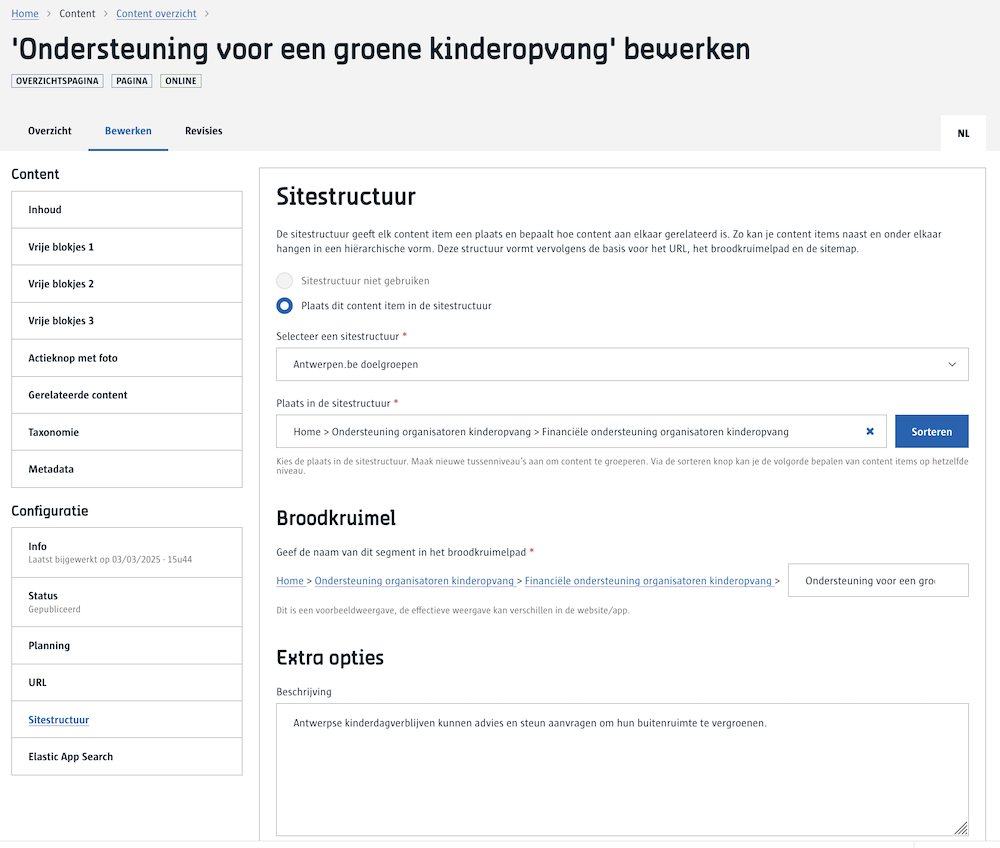 Home > Content > Content overzicht >
'Ondersteuning voor een groene kinderopvang' bewerken
OVERZICHTSPAGINA PAGINA ONLINE
Overzicht Bewerken Revisies NL
Content
Inhoud
Vrije blokjes 1
Vrije blokjes 2
Vrije blokjes 3
Actieknop met foto
Gerelateerde content
Taxonomie
Metadata
Configuratie
Info
Laatst bijgewerkt op 03/03/2025 - 15u44
Status
Gepubliceerd
Planning
URL
Sitestructuur
Elastic App Search
Sitestructuur
De sitestructuur geeft elk content item een plaats en bepaalt hoe content aan elkaar gerelateerd is. Zo kan je content items naast en onder elkaar
hangen in een hiërarchische vorm. Deze structuur vormt vervolgens de basis voor het URL, het broodkruimelpad en de sitemap.
Sitestructuur niet gebruiken
Plaats dit content item in de sitestructuur
Selecteer een sitestructuur *
Antwerpen.be doelgroepen
Plaats in de sitestructuur *
Home > Ondersteuning organisatoren kinderopvang > Financiële ondersteuning organisatoren kinderopvang
Sorteren
Kies de plaats in de sitestructuur. Maak nieuwe tussenniveau's aan om content te groeperen. Via de sorteren knop kan je de volgorde bepalen van content items op hetzelfde
niveau.
Broodkruimel
Geef de naam van dit segment in het broodkruimelpad *
Home > Ondersteuning organisatoren kinderopvang > Financiële ondersteuning organisatoren kinderopvang > Ondersteuning voor een gro
Dit is een voorbeeldweergave, de effectieve weergave kan verschillen in de website/app.
Extra opties
Beschrijving
Antwerpse kinderdagverblijven kunnen advies en steun aanvragen om hun buitenruimte te vergroenen.